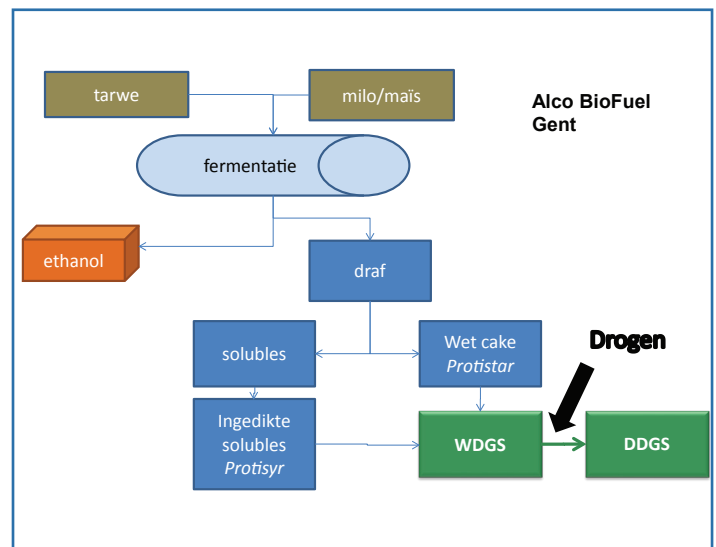 tarwe
milo/maïs
Alco BioFuel
Gent
fermentatie
ethanol
draf
solubles
Wet cake
Protistar
Drogen
Ingedikte
solubles
Protisyr
WDGS
DDGS